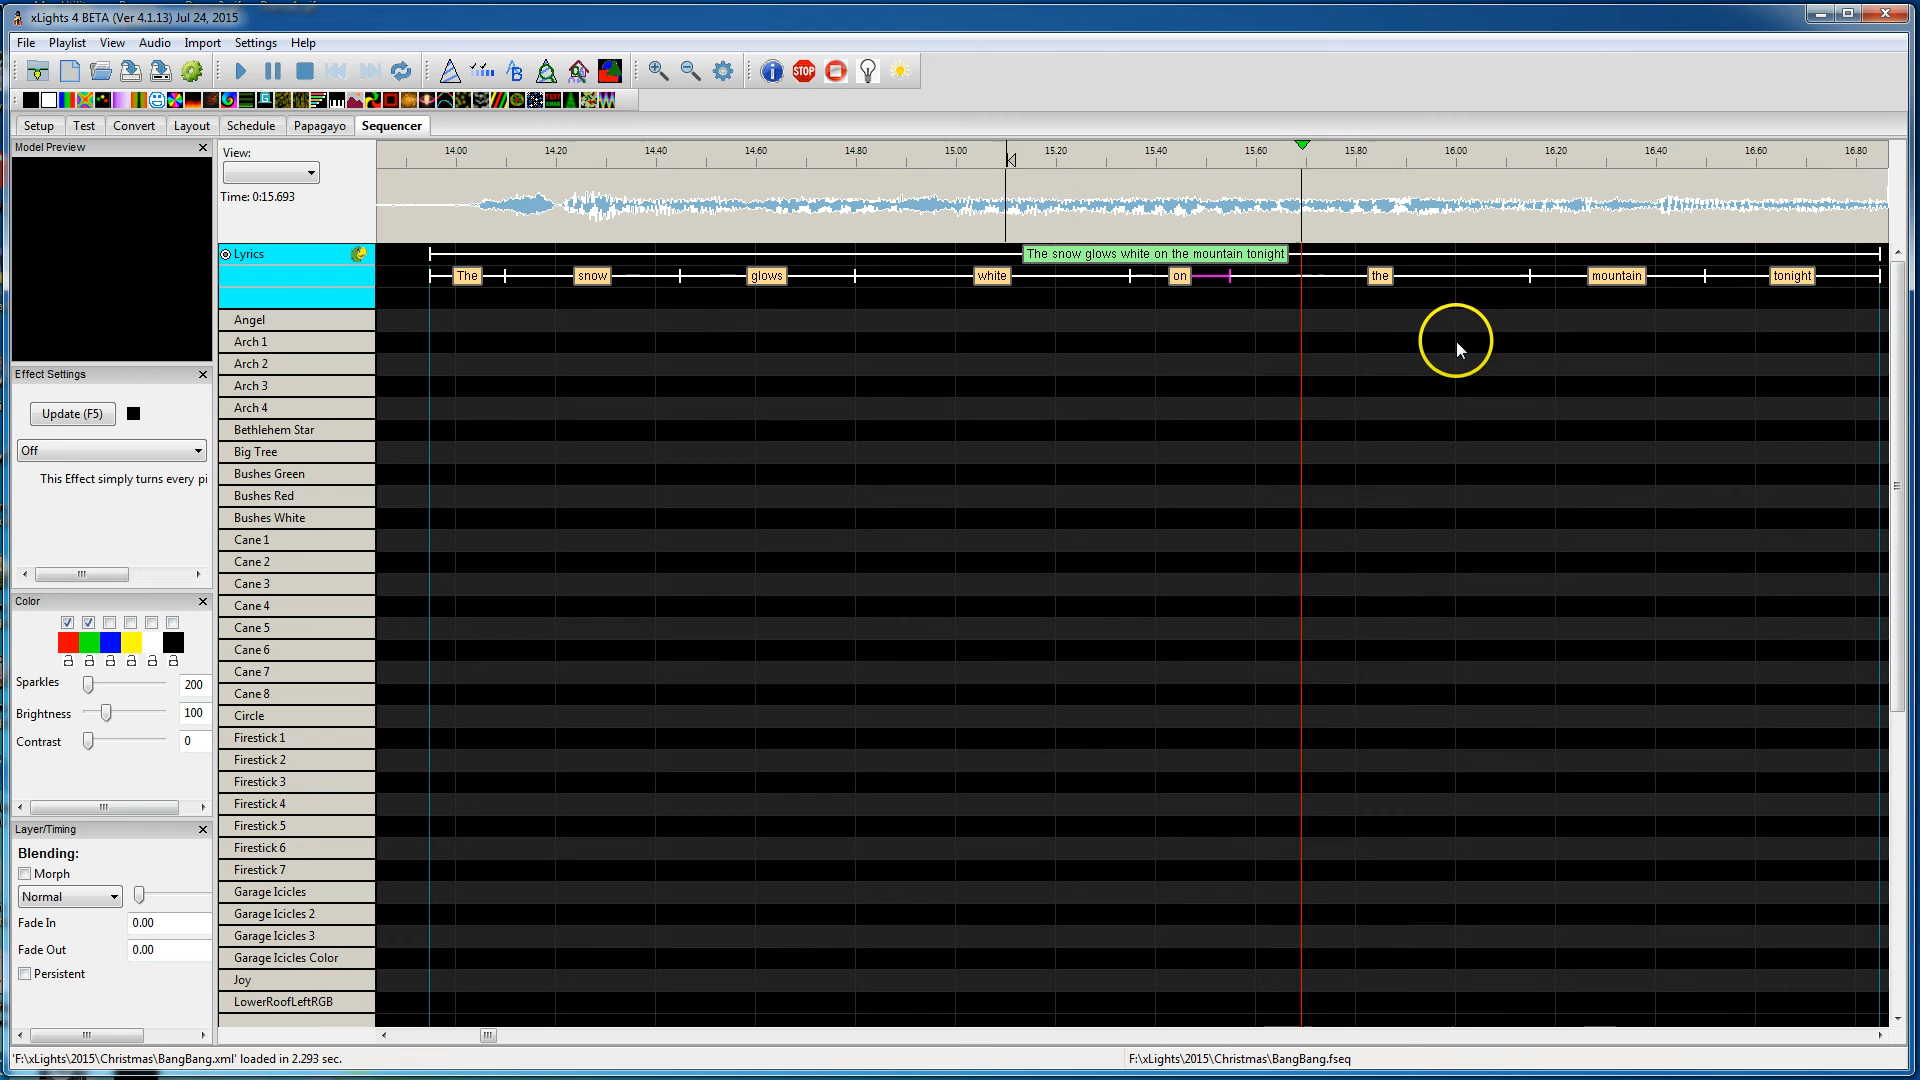 xLights 4 BETA (Ver 4.1.13) Jul 24, 2015
File Playlist View Audio Import Settings Help
STOP
Setup Test Convert Layout Schedule Papagayo Sequencer
Model Preview
View:
Time: 0:15.693
14.00 14.20 14.40 14.60 14.80 15.00 15.20 15.40 15.60 15.80 16.00 16.20 16.40 16.60 16.80
Lyrics
The snow glows white on the mountain tonight
The snow glows white on the mountain tonight
Angel
Arch 1
Arch 2
Arch 3
Arch 4
Bethlehem Star
Big Tree
Bushes Green
Bushes Red
Bushes White
Cane 1
Cane 2
Cane 3
Cane 4
Cane 5
Cane 6
Cane 7
Cane 8
Circle
Firestick 1
Firestick 2
Firestick 3
Firestick 4
Firestick 5
Firestick 6
Firestick 7
Garage Icicles
Garage Icicles 2
Garage Icicles 3
Garage Icicles Color
Joy
LowerRoofLeftRGB
Effect Settings
Update (F5)
Off
This Effect simply turns every pi
Color
Sparkles 200
Brightness 100
Contrast 0
Layer/Timing
Blending:
Morph
Normal
Fade In 0.00
Fade Out 0.00
Persistent
'F:\xLights\2015\Christmas\BangBang.xml' loaded in 2.293 sec.
F:\xLights\2015\Christmas\BangBang.fseq